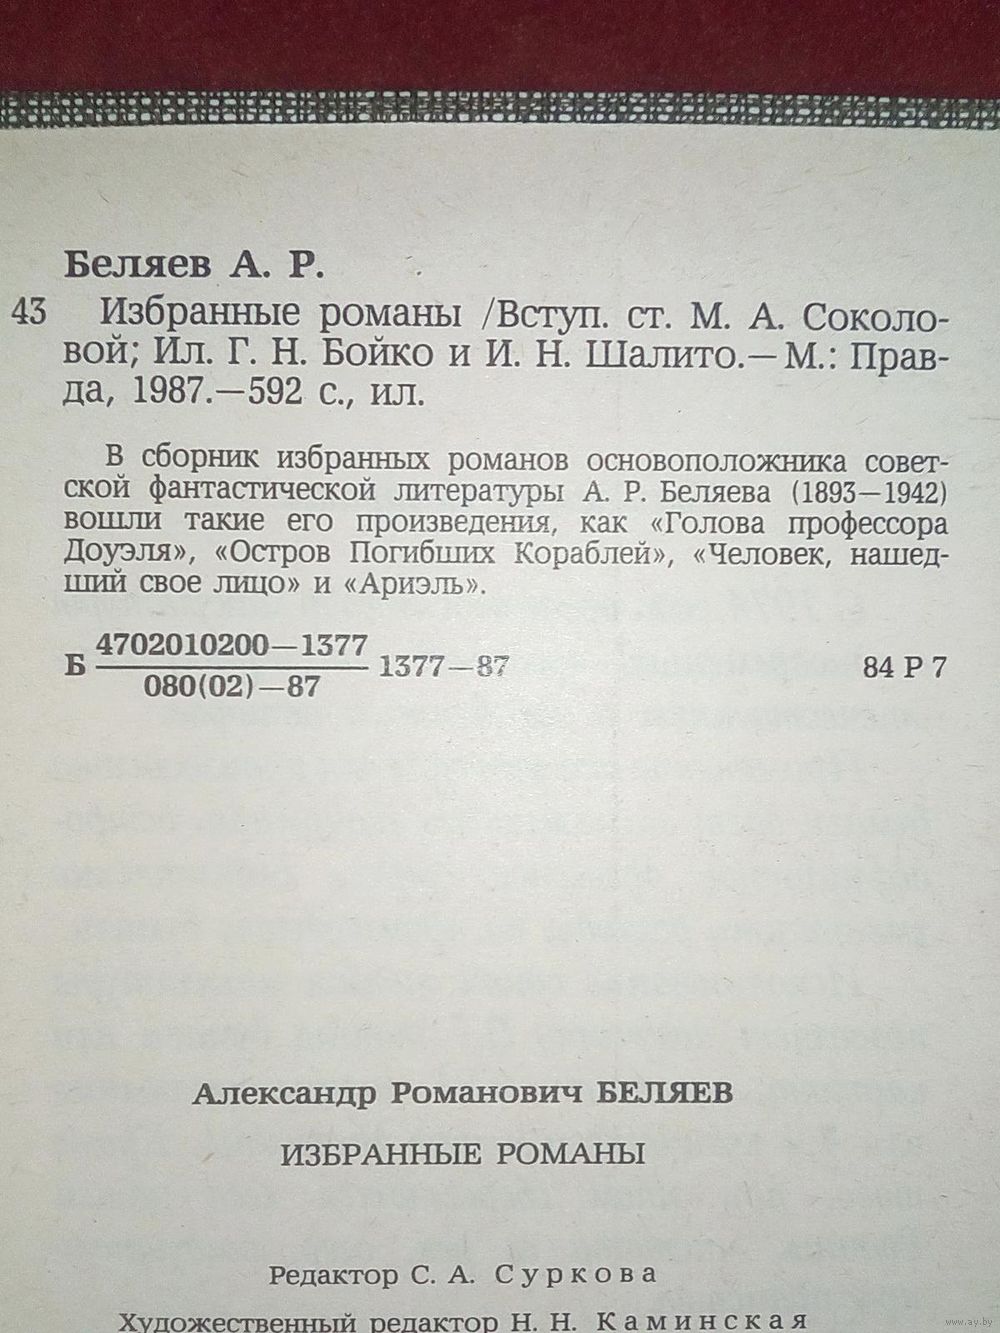 Беляев А. Р.
43 Избранные романы /Вступ. ст. М. А. Соколо-
вой; Ил. Г. Н. Бойко и И. Н. Шалито.— М.: Прав-
да, 1987.—592 с., ил.
В сборник избранных романов основоположника совет-
ской фантастической литературы А. Р. Беляева (1893—1942)
вошли такие его произведения, как «Голова профессора
Доуэля», «Остров Погибших Кораблей», «Человек, нашед-
ший свое лицо» и «Ариэль».
4702010200—1377
Б 1377—87 84 Р 7
080(02)—87
Александр Романович БЕЛЯЕВ
ИЗБРАННЫЕ РОМАНЫ
Редактор С. А. Суркова
Художественный редактор Н. Н. Каминская
www.ay.by